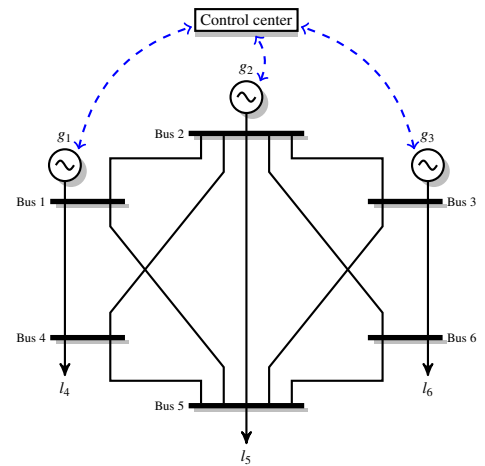 Control center
g2
g1
g3
Bus 2
Bus 1
Bus 3
Bus 4
Bus 6
l4
l6
Bus 5
l5